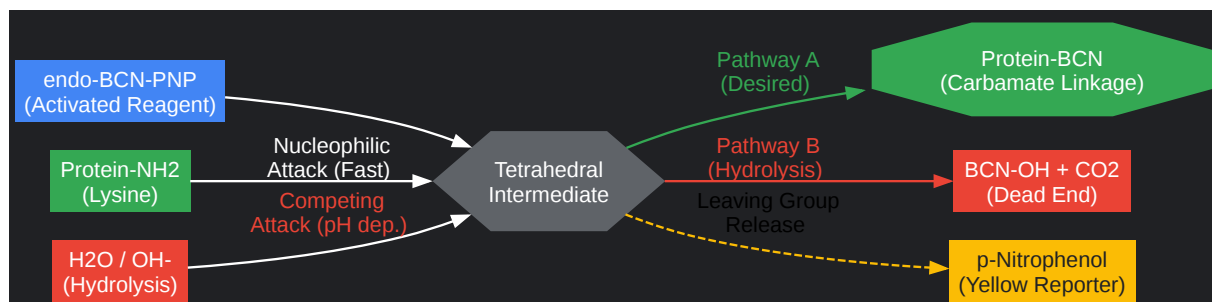 endo-BCN-PNP
(Activated Reagent)
Protein-NH2
(Lysine)
H2O / OH-
(Hydrolysis)
Nucleophilic
Attack (Fast)
Competing
Attack (pH dep.)
Tetrahedral
Intermediate
Pathway A
(Desired)
Pathway B
(Hydrolysis)
Leaving Group
Release
Protein-BCN
(Carbamate Linkage)
BCN-OH + CO2
(Dead End)
p-Nitrophenol
(Yellow Reporter)